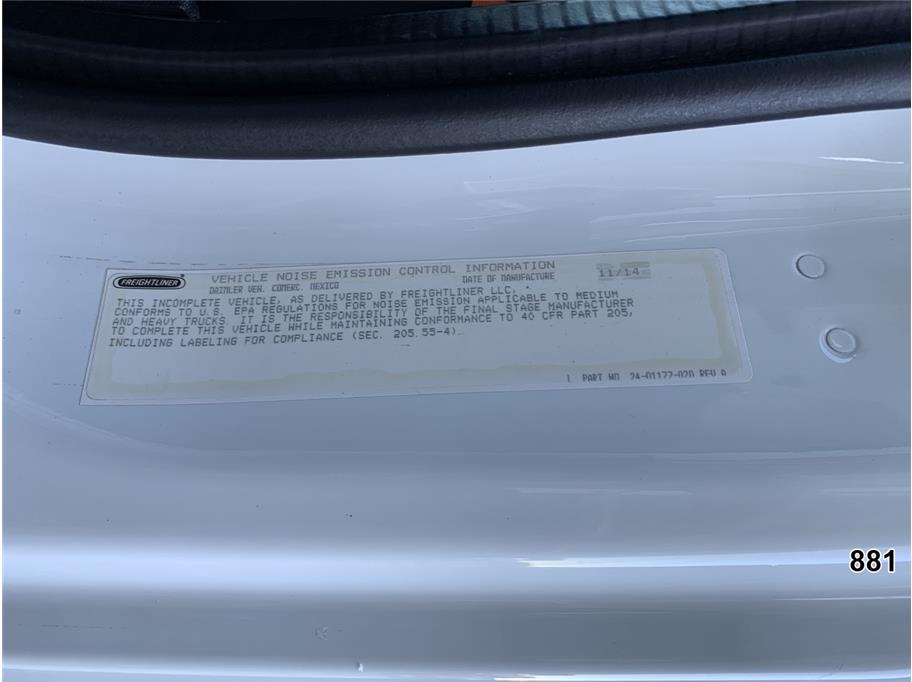 FREIGHTLINER®
VEHICLE NOISE EMISSION CONTROL INFORMATION
DAIMLER VEH. COMERC. MEXICO DATE OF MANUFACTURE 11/14
THIS INCOMPLETE VEHICLE, AS DELIVERED BY FREIGHTLINER LLC,
CONFORMS TO U.S. EPA REGULATIONS FOR NOISE EMISSION APPLICABLE TO MEDIUM
AND HEAVY TRUCKS. IT IS THE RESPONSIBILITY OF THE FINAL STAGE MANUFACTURER
TO COMPLETE THIS VEHICLE WHILE MAINTAINING CONFORMANCE TO 40 CFR PART 205,
INCLUDING LABELING FOR COMPLIANCE (SEC. 205.55-4).
PART NO. 24-01172-020 REV A
881